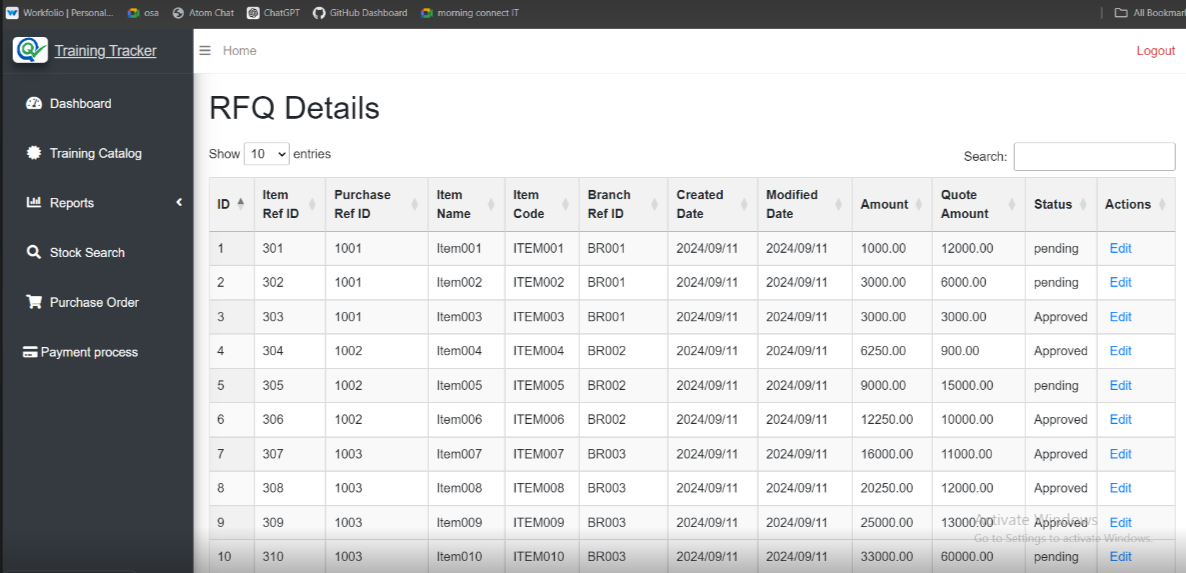 Workfolio | Personal... osa Atom Chat ChatGPT GitHub Dashboard morning connect IT All Bookmar
Training Tracker Home Logout
Dashboard
Training Catalog
Reports
Stock Search
Purchase Order
Payment process
RFQ Details
Show 10 entries Search:
ID Item Ref ID Purchase Ref ID Item Name Item Code Branch Ref ID Created Date Modified Date Amount Quote Amount Status Actions
1 301 1001 Item001 ITEM001 BR001 2024/09/11 2024/09/11 1000.00 12000.00 pending Edit
2 302 1001 Item002 ITEM002 BR001 2024/09/11 2024/09/11 3000.00 6000.00 pending Edit
3 303 1001 Item003 ITEM003 BR001 2024/09/11 2024/09/11 3000.00 3000.00 Approved Edit
4 304 1002 Item004 ITEM004 BR002 2024/09/11 2024/09/11 6250.00 900.00 Approved Edit
5 305 1002 Item005 ITEM005 BR002 2024/09/11 2024/09/11 9000.00 15000.00 pending Edit
6 306 1002 Item006 ITEM006 BR002 2024/09/11 2024/09/11 12250.00 10000.00 Approved Edit
7 307 1003 Item007 ITEM007 BR003 2024/09/11 2024/09/11 16000.00 11000.00 Approved Edit
8 308 1003 Item008 ITEM008 BR003 2024/09/11 2024/09/11 20250.00 12000.00 Approved Edit
9 309 1003 Item009 ITEM009 BR003 2024/09/11 2024/09/11 25000.00 13000.00 Approved Edit
10 310 1003 Item010 ITEM010 BR003 2024/09/11 2024/09/11 33000.00 60000.00 pending Edit
Activate Windows
Go to Settings to activate Windows.